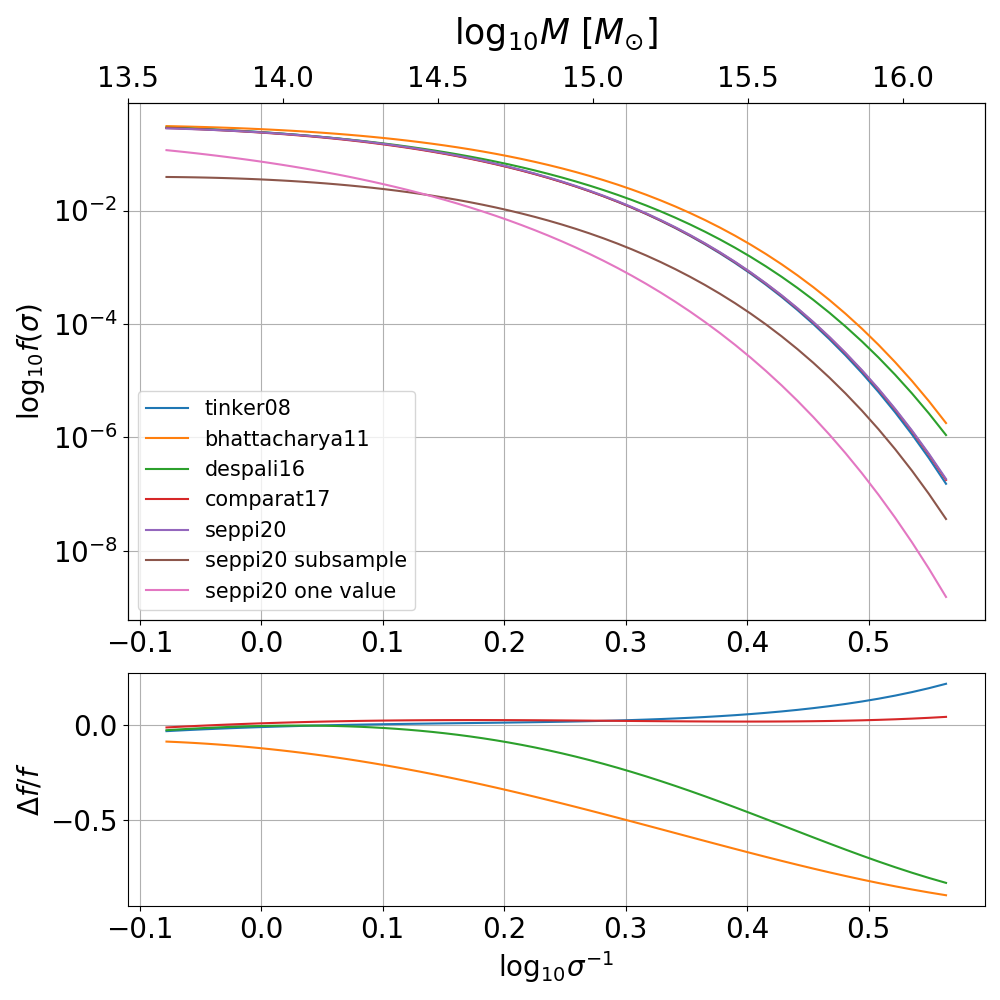 log₁₀M [M⊙]
13.5 14.0 14.5 15.0 15.5 16.0
log₁₀f(σ)
10⁻²
10⁻⁴
10⁻⁶
10⁻⁸
tinker08
bhattacharya11
despali16
comparat17
seppi20
seppi20 subsample
seppi20 one value
−0.1 0.0 0.1 0.2 0.3 0.4 0.5
Δf/f
0.0
−0.5
−0.1 0.0 0.1 0.2 0.3 0.4 0.5
log₁₀σ⁻¹